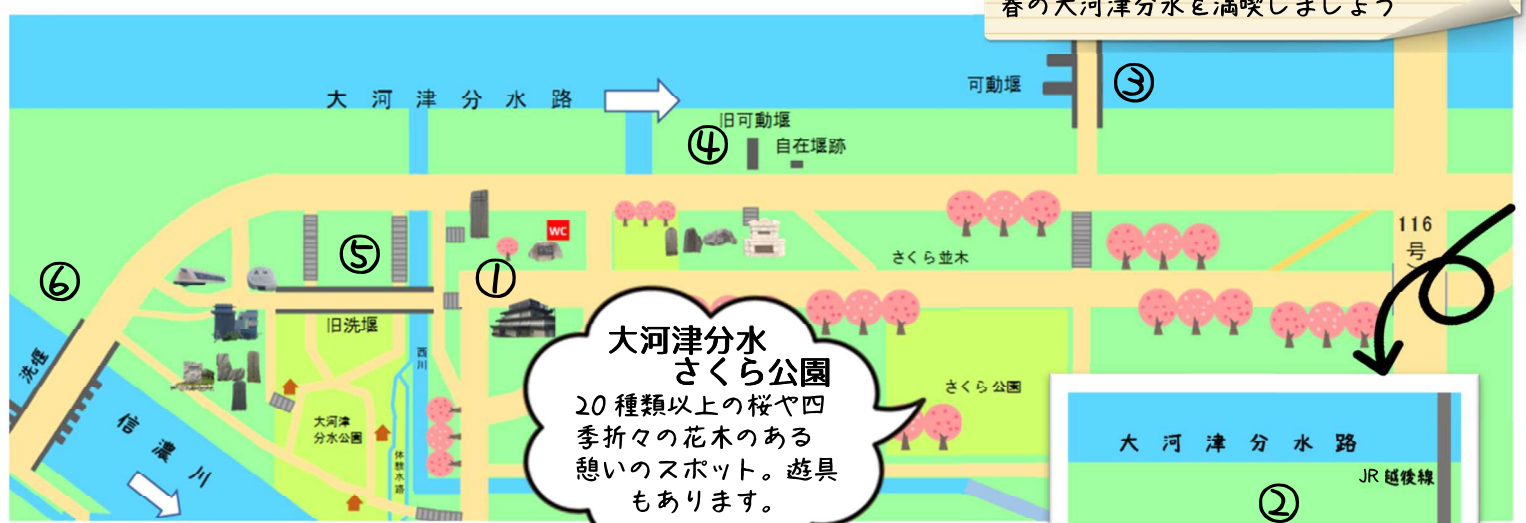 春の大河津分水を満喫しましょう
大河津分水路
可動堰
③
旧可動堰
④
自在堰跡
WC
116
号
さくら並木
⑤
①
⑥
旧洗堰
洗堰
西川
大河津分水
さくら公園
20種類以上の桜や四
季折々の花木のある
憩いのスポット。遊具
もあります。
さくら公園
大河津
分水公園
信濃川
体験水路
大河津分水路
JR越後線
②